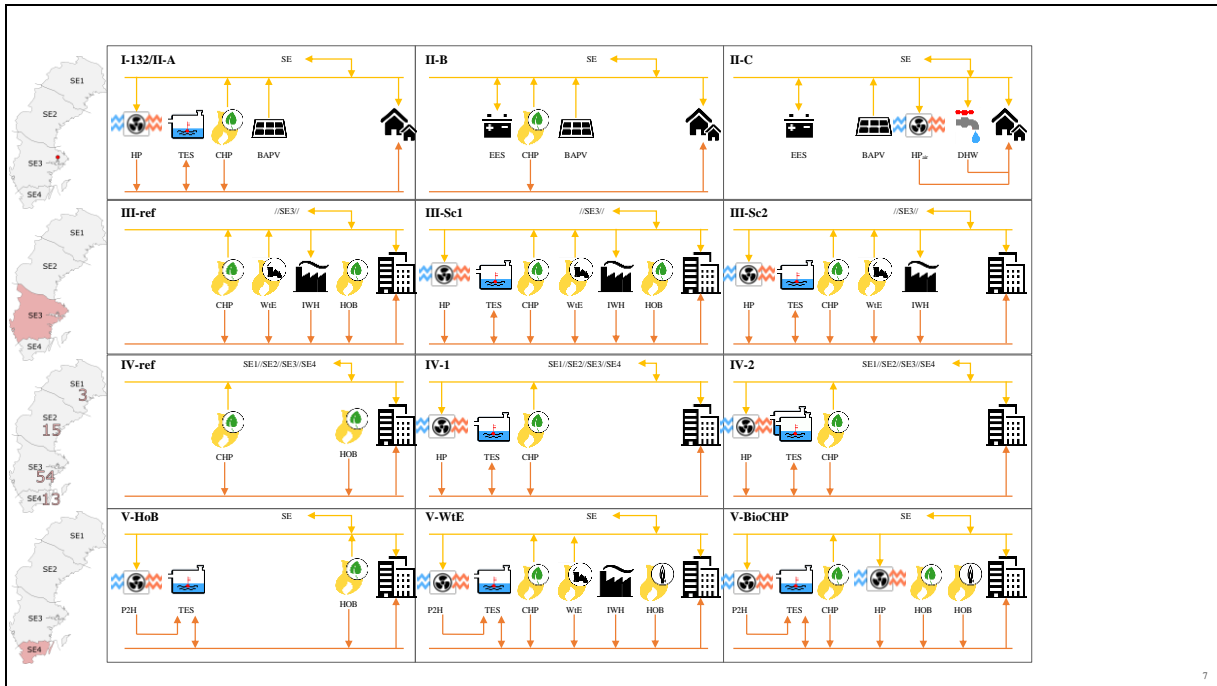 SE1
SE2
SE3
SE4
I-132/II-A
SE
HP
TES
CHP
BAPV
II-B
SE
EES
CHP
BAPV
II-C
SE
EES
BAPV
HPair
DHW
SE1
SE2
SE3
SE4
III-ref
//SE3//
CHP
WtE
IWH
HOB
III-Sc1
//SE3//
HP
TES
CHP
WtE
IWH
HOB
III-Sc2
//SE3//
HP
TES
CHP
WtE
IWH
SE1
3
SE2
15
SE3
54
SE4
13
IV-ref
SE1//SE2//SE3//SE4
CHP
HOB
IV-1
SE1//SE2//SE3//SE4
HP
TES
CHP
IV-2
SE1//SE2//SE3//SE4
HP
TES
CHP
SE1
SE2
SE3
SE4
V-HoB
SE
P2H
TES
HOB
V-WtE
SE
P2H
TES
CHP
WtE
IWH
HOB
V-BioCHP
SE
P2H
TES
CHP
HP
HOB
HOB
7